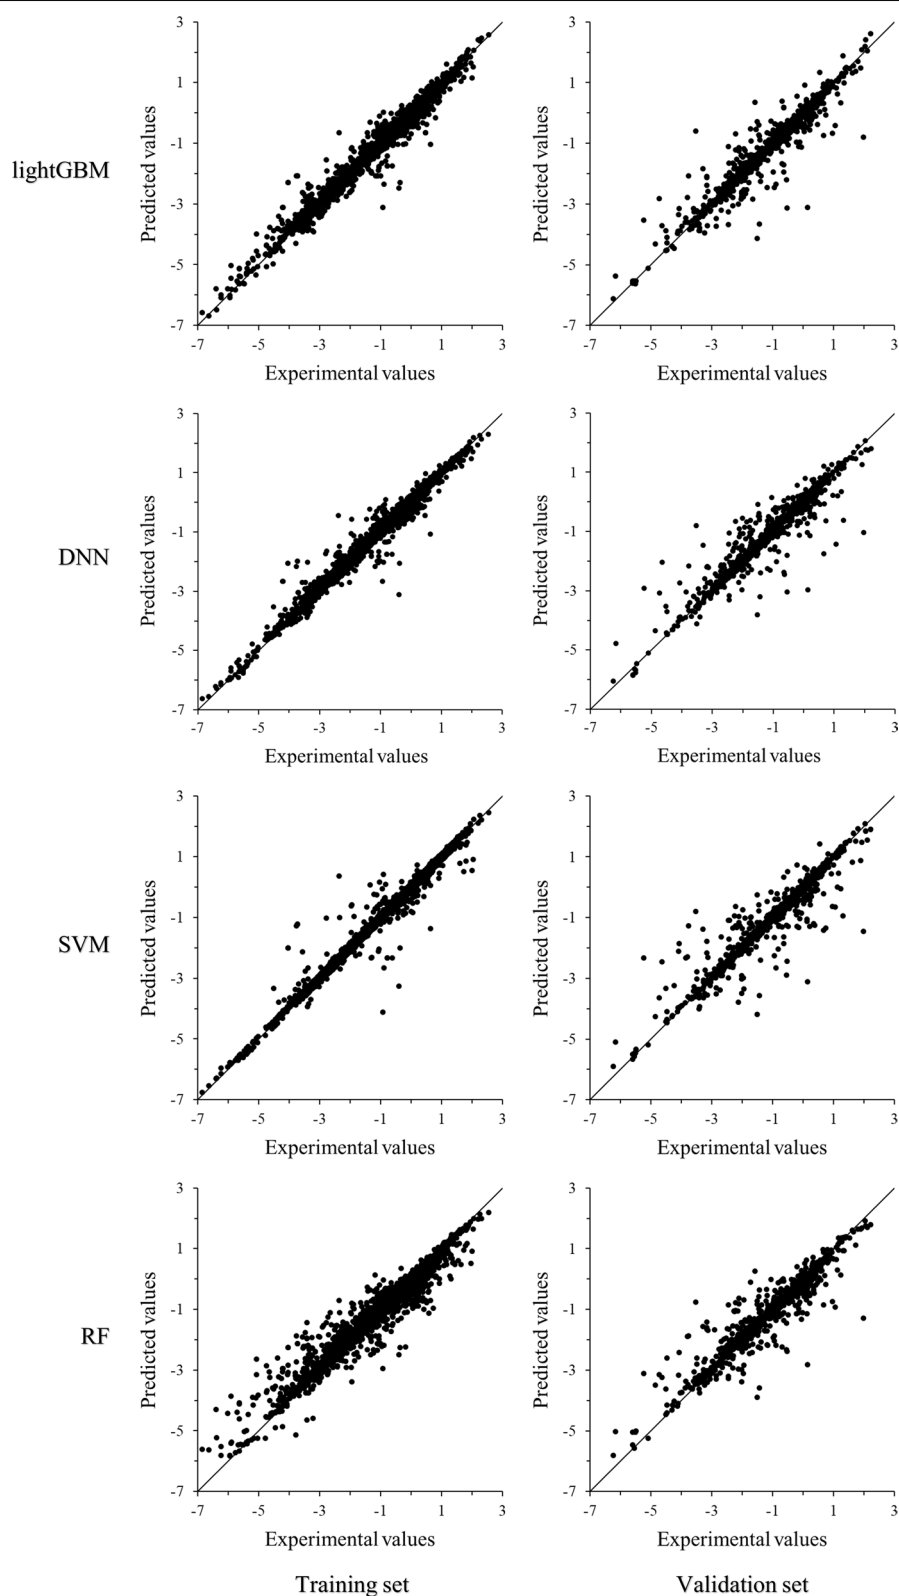 3 3
1 1
-1 -1
lightGBM Predicted values Predicted values
-3 -3
-5 -5
-7 -7
-7 -5 -3 -1 1 3 -7 -5 -3 -1 1 3
Experimental values Experimental values
3 3
1 1
-1 -1
DNN Predicted values Predicted values
-3 -3
-5 -5
-7 -7
-7 -5 -3 -1 1 3 -7 -5 -3 -1 1 3
Experimental values Experimental values
3 3
1 1
-1 -1
SVM Predicted values Predicted values
-3 -3
-5 -5
-7 -7
-7 -5 -3 -1 1 3 -7 -5 -3 -1 1 3
Experimental values Experimental values
3 3
1 1
-1 -1
RF Predicted values Predicted values
-3 -3
-5 -5
-7 -7
-7 -5 -3 -1 1 3 -7 -5 -3 -1 1 3
Experimental values Experimental values
Training set Validation set